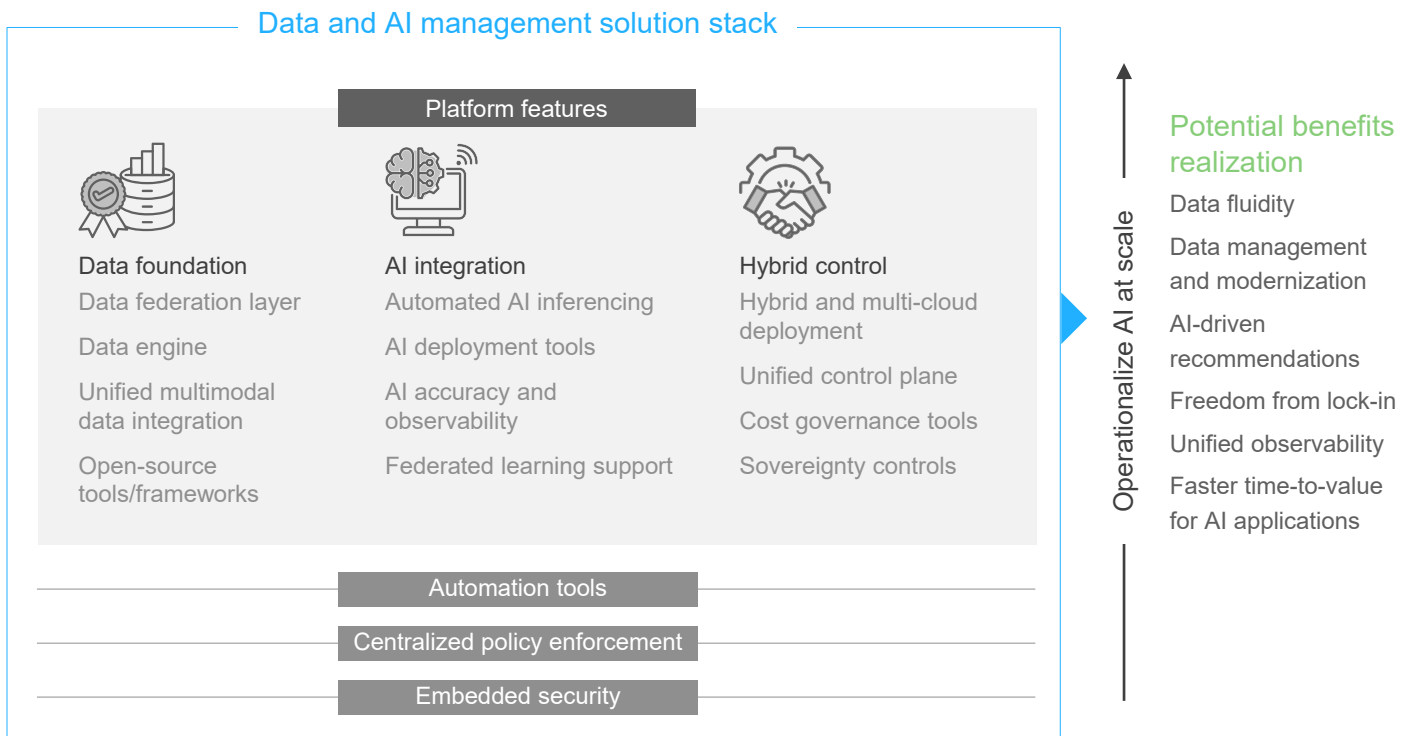 Data and AI management solution stack
Platform features
Data foundation
Data federation layer
Data engine
Unified multimodal
data integration
Open-source
tools/frameworks
AI integration
Automated AI inferencing
AI deployment tools
AI accuracy and
observability
Federated learning support
Hybrid control
Hybrid and multi-cloud
deployment
Unified control plane
Cost governance tools
Sovereignty controls
Automation tools
Centralized policy enforcement
Embedded security
Operationalize AI at scale
Potential benefits
realization
Data fluidity
Data management
and modernization
AI-driven
recommendations
Freedom from lock-in
Unified observability
Faster time-to-value
for AI applications